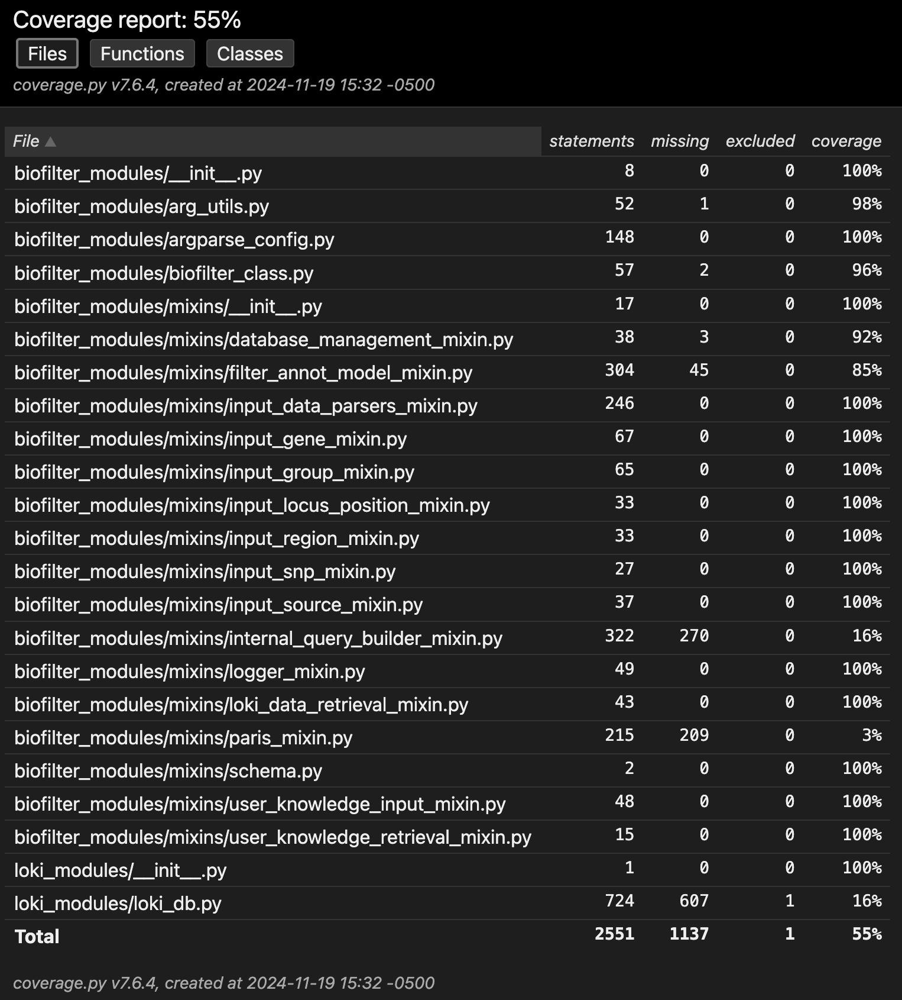 Coverage report: 55%
Files Functions Classes
coverage.py v7.6.4, created at 2024-11-19 15:32 -0500
File ▲ statements missing excluded coverage
biofilter_modules/__init__.py 8 0 0 100%
biofilter_modules/arg_utils.py 52 1 0 98%
biofilter_modules/argparse_config.py 148 0 0 100%
biofilter_modules/biofilter_class.py 57 2 0 96%
biofilter_modules/mixins/__init__.py 17 0 0 100%
biofilter_modules/mixins/database_management_mixin.py 38 3 0 92%
biofilter_modules/mixins/filter_annot_model_mixin.py 304 45 0 85%
biofilter_modules/mixins/input_data_parsers_mixin.py 246 0 0 100%
biofilter_modules/mixins/input_gene_mixin.py 67 0 0 100%
biofilter_modules/mixins/input_group_mixin.py 65 0 0 100%
biofilter_modules/mixins/input_locus_position_mixin.py 33 0 0 100%
biofilter_modules/mixins/input_region_mixin.py 33 0 0 100%
biofilter_modules/mixins/input_snp_mixin.py 27 0 0 100%
biofilter_modules/mixins/input_source_mixin.py 37 0 0 100%
biofilter_modules/mixins/internal_query_builder_mixin.py 322 270 0 16%
biofilter_modules/mixins/logger_mixin.py 49 0 0 100%
biofilter_modules/mixins/loki_data_retrieval_mixin.py 43 0 0 100%
biofilter_modules/mixins/paris_mixin.py 215 209 0 3%
biofilter_modules/mixins/schema.py 2 0 0 100%
biofilter_modules/mixins/user_knowledge_input_mixin.py 48 0 0 100%
biofilter_modules/mixins/user_knowledge_retrieval_mixin.py 15 0 0 100%
loki_modules/__init__.py 1 0 0 100%
loki_modules/loki_db.py 724 607 1 16%
Total 2551 1137 1 55%
coverage.py v7.6.4, created at 2024-11-19 15:32 -0500